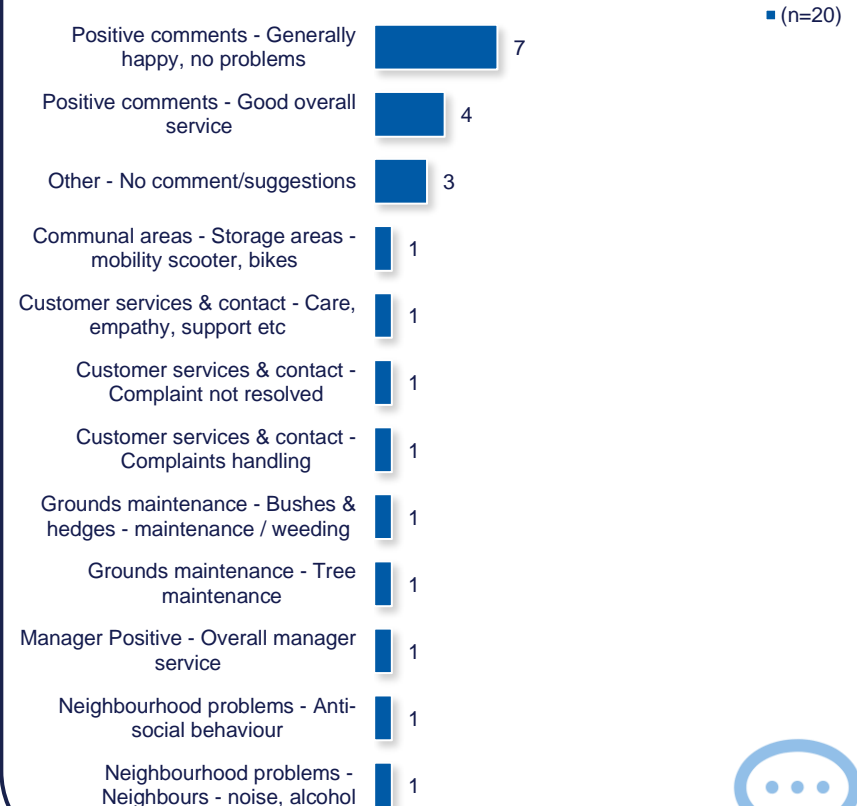 (n=20)
Positive comments - Generally
happy, no problems
7
Positive comments - Good overall
service
4
Other - No comment/suggestions
3
Communal areas - Storage areas -
mobility scooter, bikes
1
Customer services & contact - Care,
empathy, support etc
1
Customer services & contact -
Complaint not resolved
1
Customer services & contact -
Complaints handling
1
Grounds maintenance - Bushes &
hedges - maintenance / weeding
1
Grounds maintenance - Tree
maintenance
1
Manager Positive - Overall manager
service
1
Neighbourhood problems - Anti-
social behaviour
1
Neighbourhood problems -
Neighbours - noise, alcohol
1